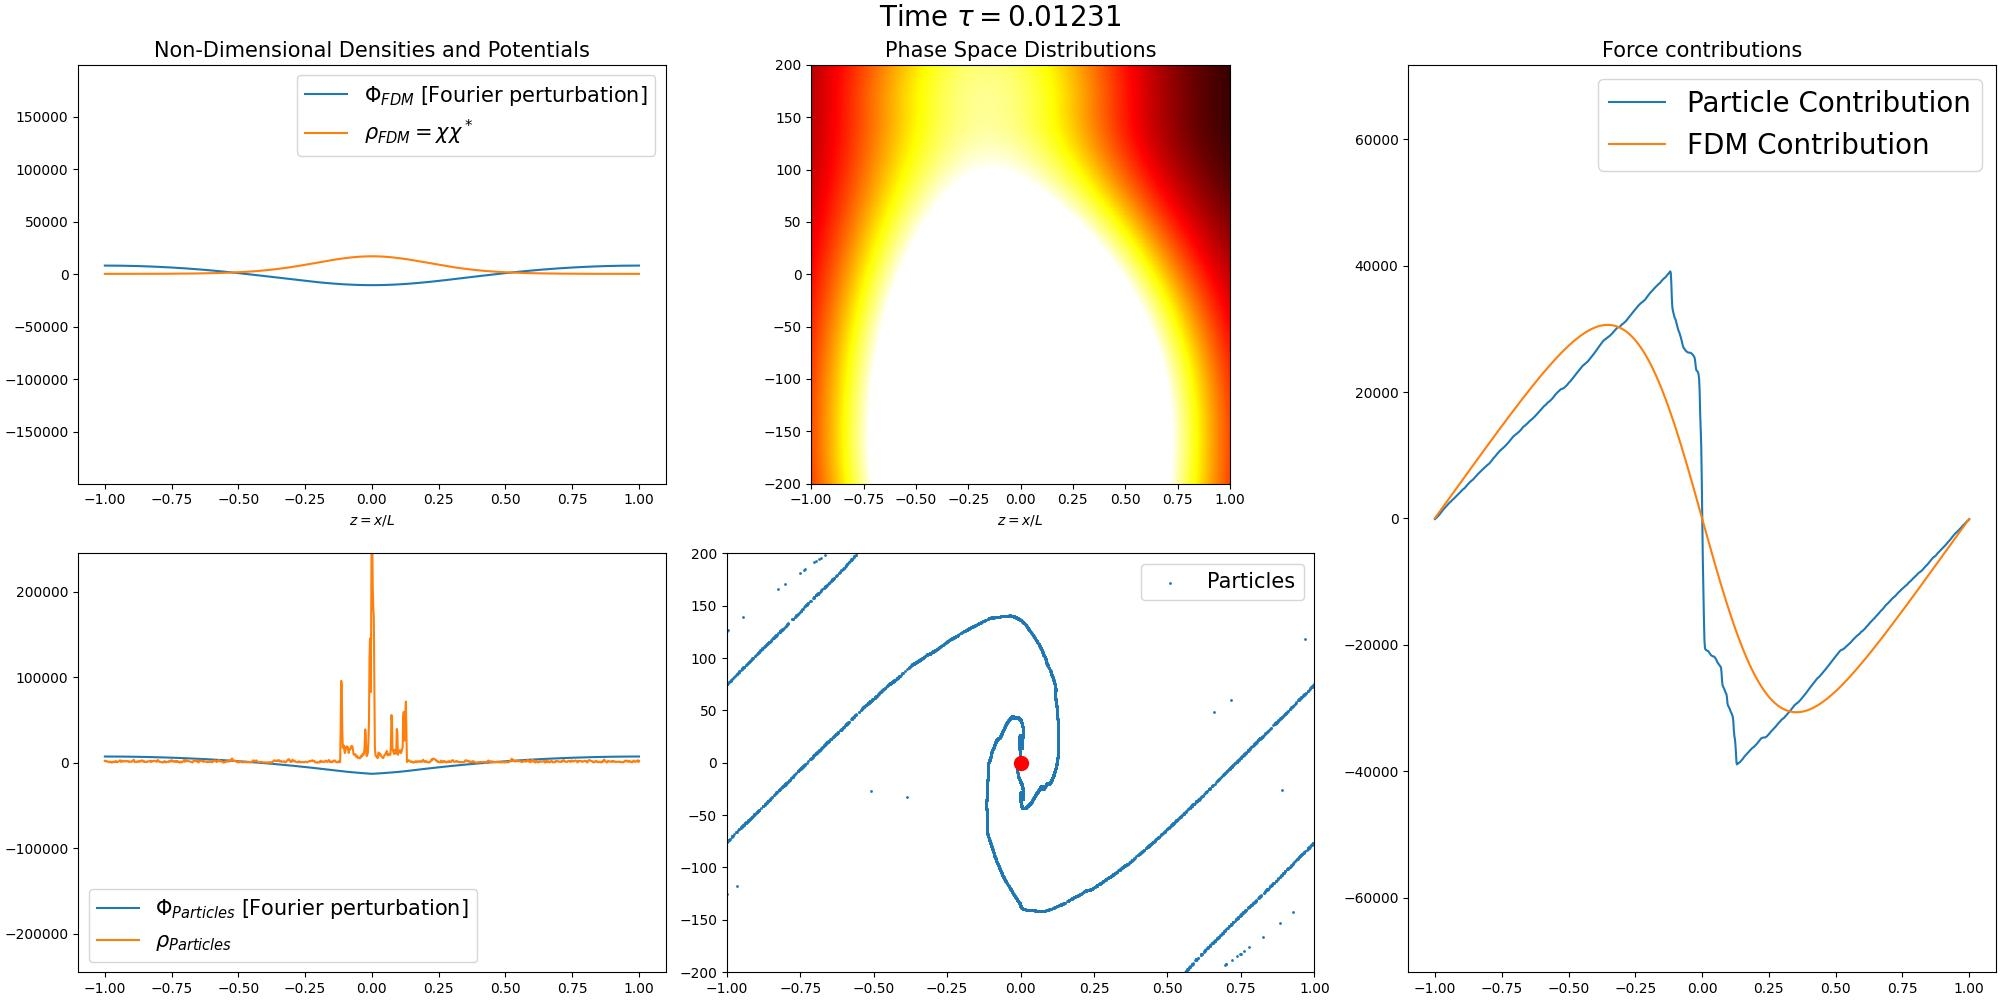 Time τ = 0.01231
Non-Dimensional Densities and Potentials
Φ_FDM [Fourier perturbation]
ρ_FDM = χχ*
150000
100000
50000
0
−50000
−100000
−150000
−1.00 −0.75 −0.50 −0.25 0.00 0.25 0.50 0.75 1.00
z = x/L
Phase Space Distributions
200
150
100
50
0
−50
−100
−150
−200
−1.00 −0.75 −0.50 −0.25 0.00 0.25 0.50 0.75 1.00
z = x/L
Force contributions
Particle Contribution
FDM Contribution
60000
40000
20000
0
−20000
−40000
−60000
−1.00 −0.75 −0.50 −0.25 0.00 0.25 0.50 0.75 1.00
200000
100000
0
−100000
−200000
Φ_Particles [Fourier perturbation]
ρ_Particles
−1.00 −0.75 −0.50 −0.25 0.00 0.25 0.50 0.75 1.00
Particles
200
150
100
50
0
−50
−100
−150
−200
−1.00 −0.75 −0.50 −0.25 0.00 0.25 0.50 0.75 1.00